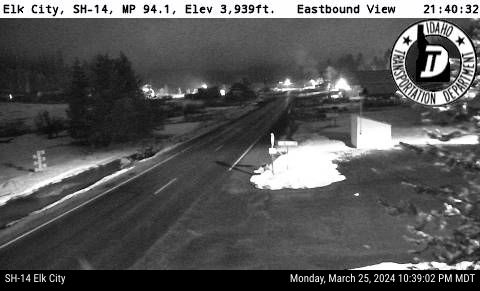 Elk City, SH-14, MP 94.1, Elev 3,939ft. Eastbound View 21:40:32
IDAHO
TRANSPORTATION DEPARTMENT
SH-14 Elk City Monday, March 25, 2024 10:39:02 PM MDT